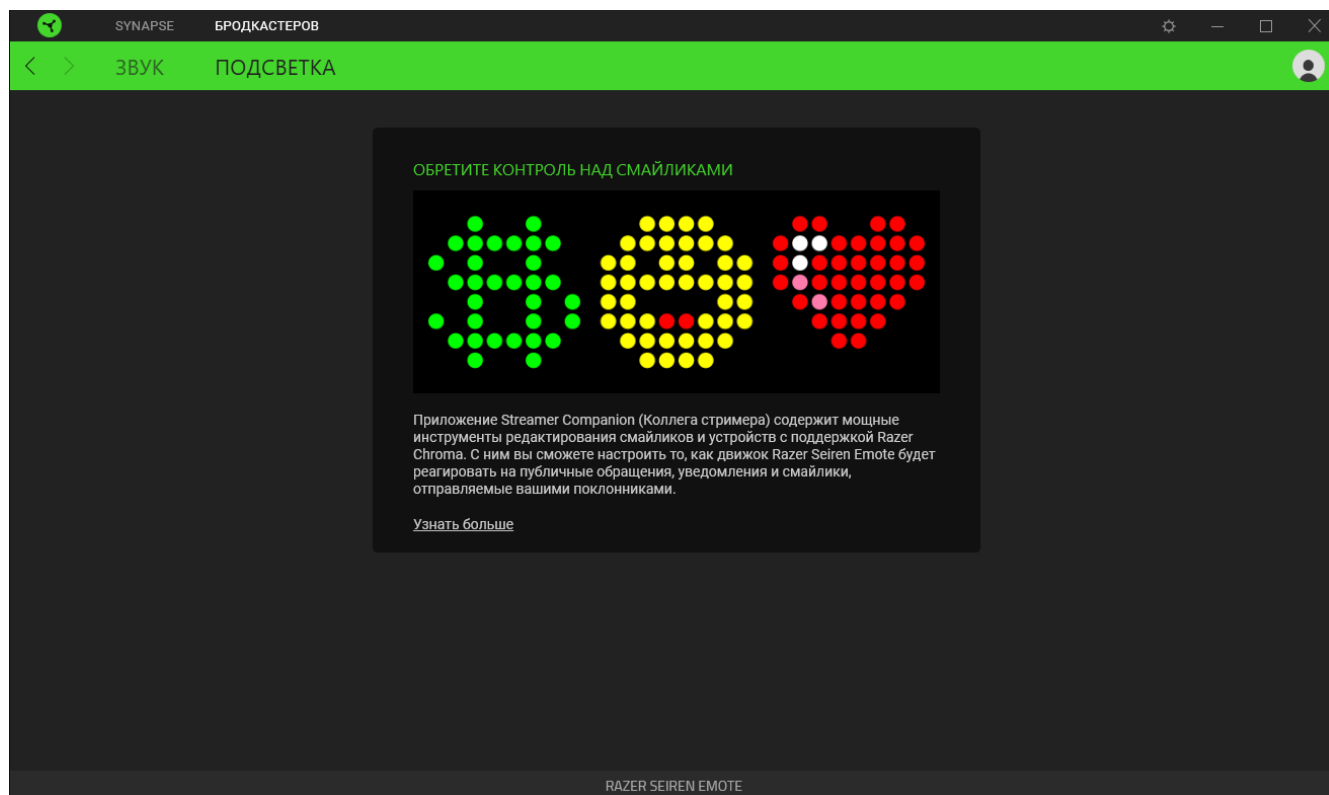 SYNAPSE
БРОДКАСТЕРОВ
ЗВУК
ПОДСВЕТКА
ОБРЕТИТЕ КОНТРОЛЬ НАД СМАЙЛИКАМИ
Приложение Streamer Companion (Коллега стримера) содержит мощные
инструменты редактирования смайликов и устройств с поддержкой Razer
Chroma. С ним вы сможете настроить то, как движок Razer Seiren Emote будет
реагировать на публичные обращения, уведомления и смайлики,
отправляемые вашими поклонниками.
Узнать больше
RAZER SEIREN EMOTE